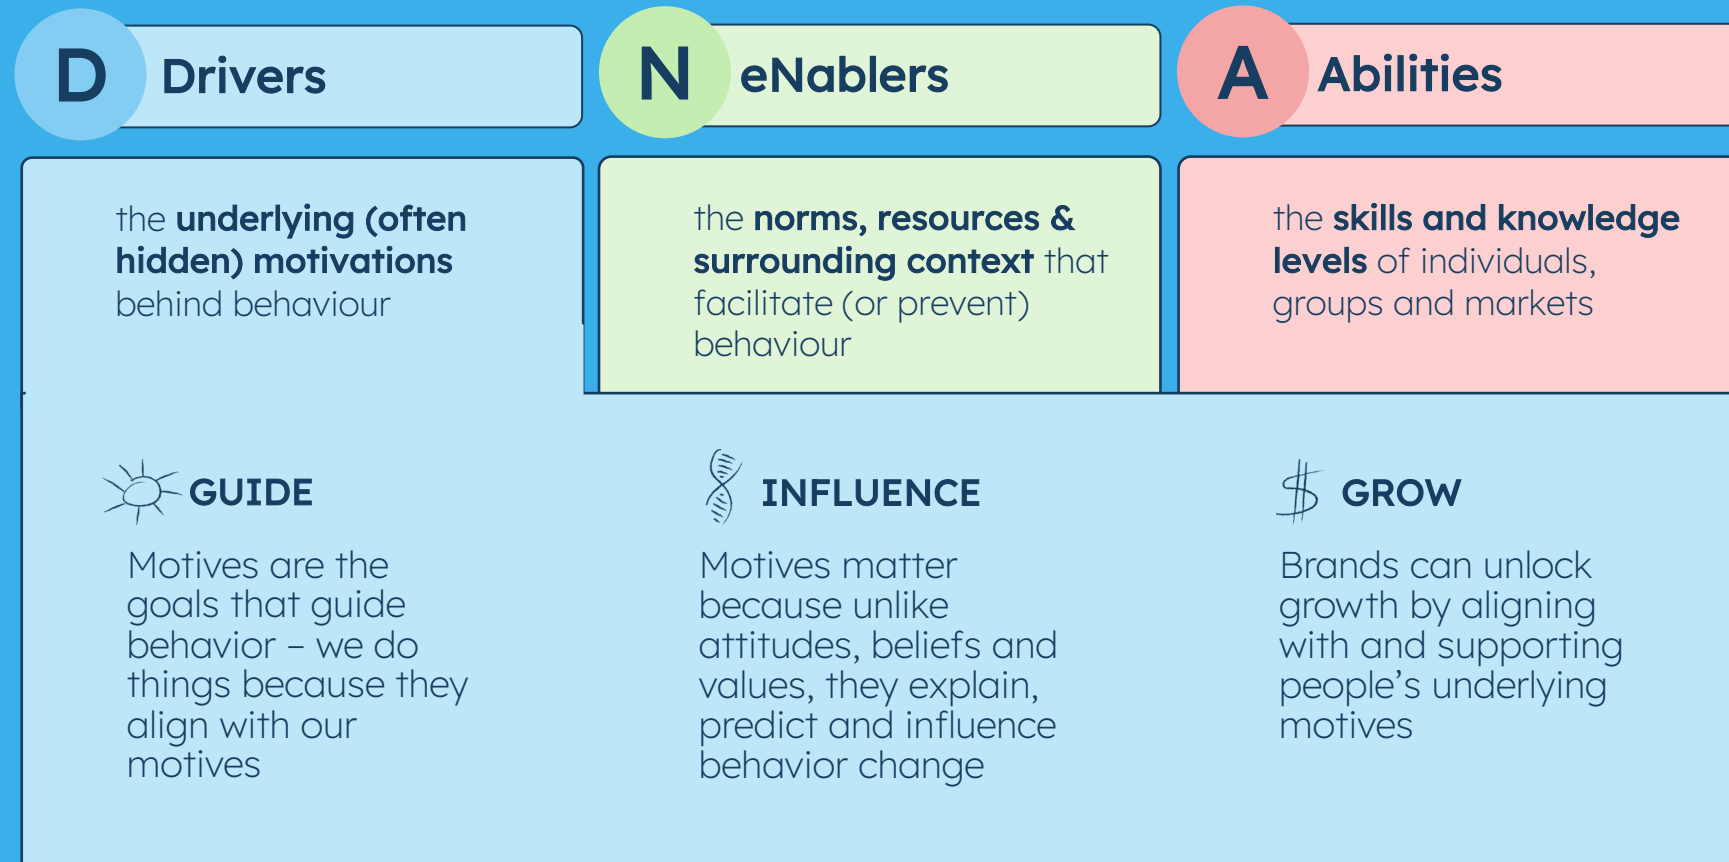 D Drivers
N eNablers
A Abilities
the underlying (often
hidden) motivations
behind behaviour
the norms, resources &
surrounding context that
facilitate (or prevent)
behaviour
the skills and knowledge
levels of individuals,
groups and markets
GUIDE
Motives are the
goals that guide
behavior – we do
things because they
align with our
motives
INFLUENCE
Motives matter
because unlike
attitudes, beliefs and
values, they explain,
predict and influence
behavior change
$ GROW
Brands can unlock
growth by aligning
with and supporting
people’s underlying
motives